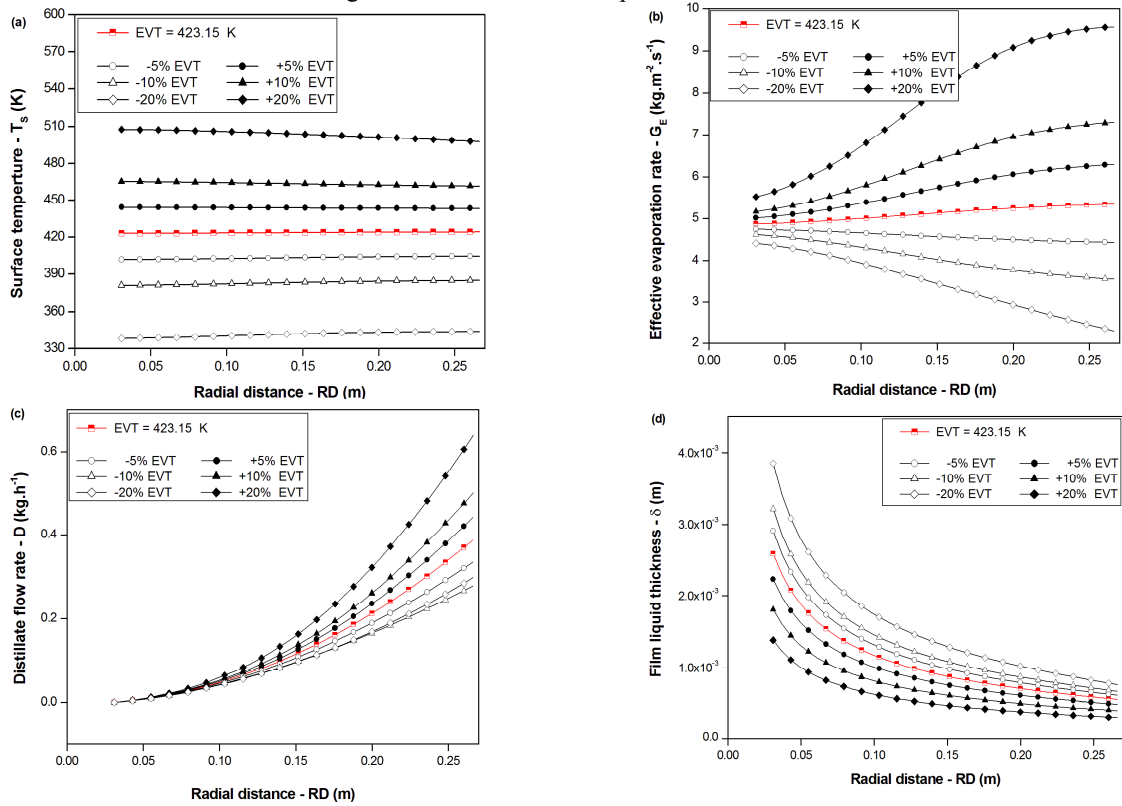 (a)
EVT = 423.15 K
-5% EVT +5% EVT
-10% EVT +10% EVT
-20% EVT +20% EVT
Surface temperture - T_S (K)
600
570
540
510
480
450
420
390
360
330
0.00 0.05 0.10 0.15 0.20 0.25
Radial distance - RD (m)
(b)
EVT = 423.15 K
-5% EVT +5% EVT
-10% EVT +10% EVT
-20% EVT +20% EVT
Effective evaporation rate - G_E (kg.m⁻².s⁻¹)
10
9
8
7
6
5
4
3
2
0.00 0.05 0.10 0.15 0.20 0.25
Radial distance - RD (m)
(c)
EVT = 423.15 K
-5% EVT +5% EVT
-10% EVT +10% EVT
-20% EVT +20% EVT
Distillate flow rate - D (kg.h⁻¹)
0.6
0.4
0.2
0.0
0.00 0.05 0.10 0.15 0.20 0.25
Radial distance - RD (m)
(d)
EVT = 423.15 K
-5% EVT +5% EVT
-10% EVT +10% EVT
-20% EVT +20% EVT
Film liquid thickness - δ (m)
4.0x10⁻³
3.0x10⁻³
2.0x10⁻³
1.0x10⁻³
0.0
0.00 0.05 0.10 0.15 0.20 0.25
Radial distane - RD (m)